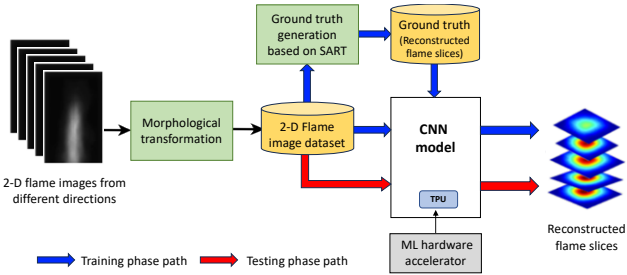 Ground truth
generation
based on SART
Ground truth
(Reconstructed
flame slices)
Morphological
transformation
2-D Flame
image dataset
CNN
model
TPU
2-D flame images from
different directions
ML hardware
accelerator
Reconstructed
flame slices
Training phase path
Testing phase path